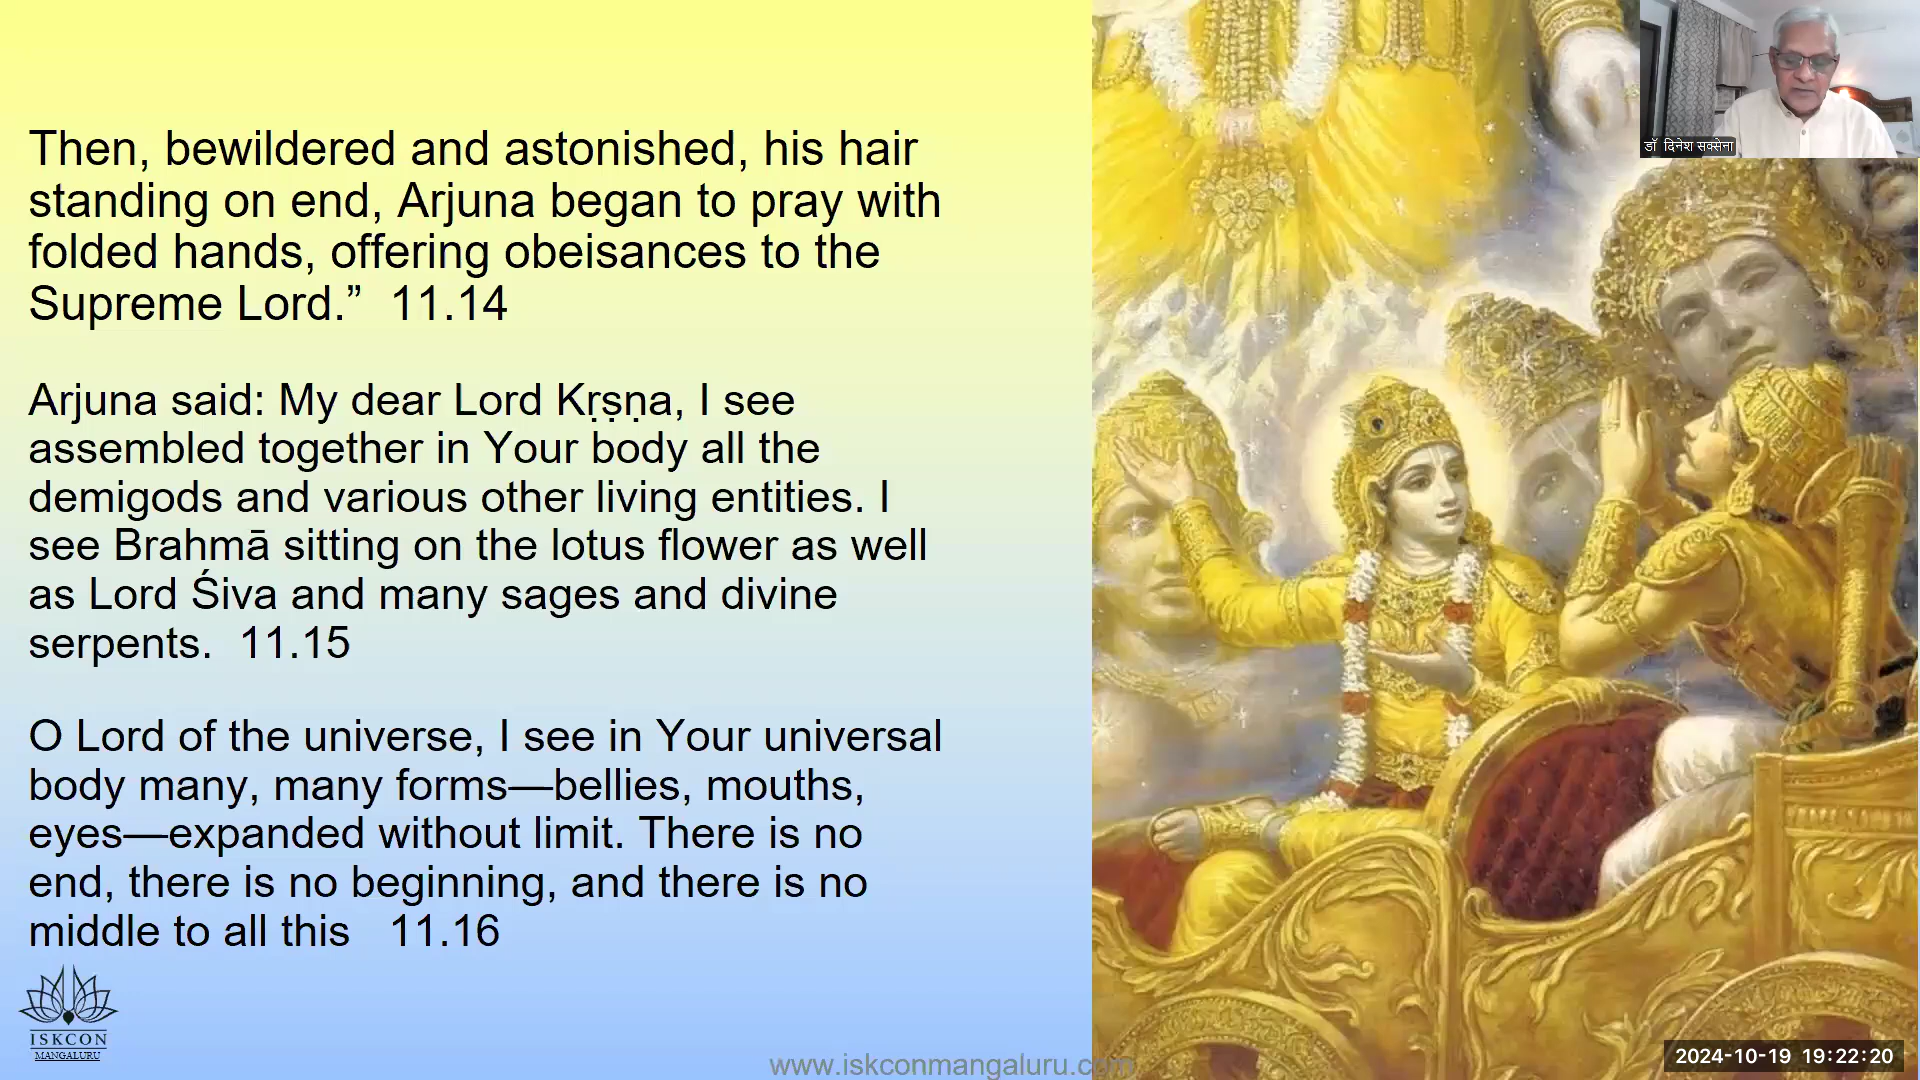 Then, bewildered and astonished, his hair
standing on end, Arjuna began to pray with
folded hands, offering obeisances to the
Supreme Lord.” 11.14
Arjuna said: My dear Lord Kṛṣṇa, I see
assembled together in Your body all the
demigods and various other living entities. I
see Brahmā sitting on the lotus flower as well
as Lord Śiva and many sages and divine
serpents. 11.15
O Lord of the universe, I see in Your universal
body many, many forms—bellies, mouths,
eyes—expanded without limit. There is no
end, there is no beginning, and there is no
middle to all this 11.16
ISKCON
MANGALURU
www.iskconmangaluru.com
डॉ दिनेश सक्सेना
2024-10-19 19:22:20